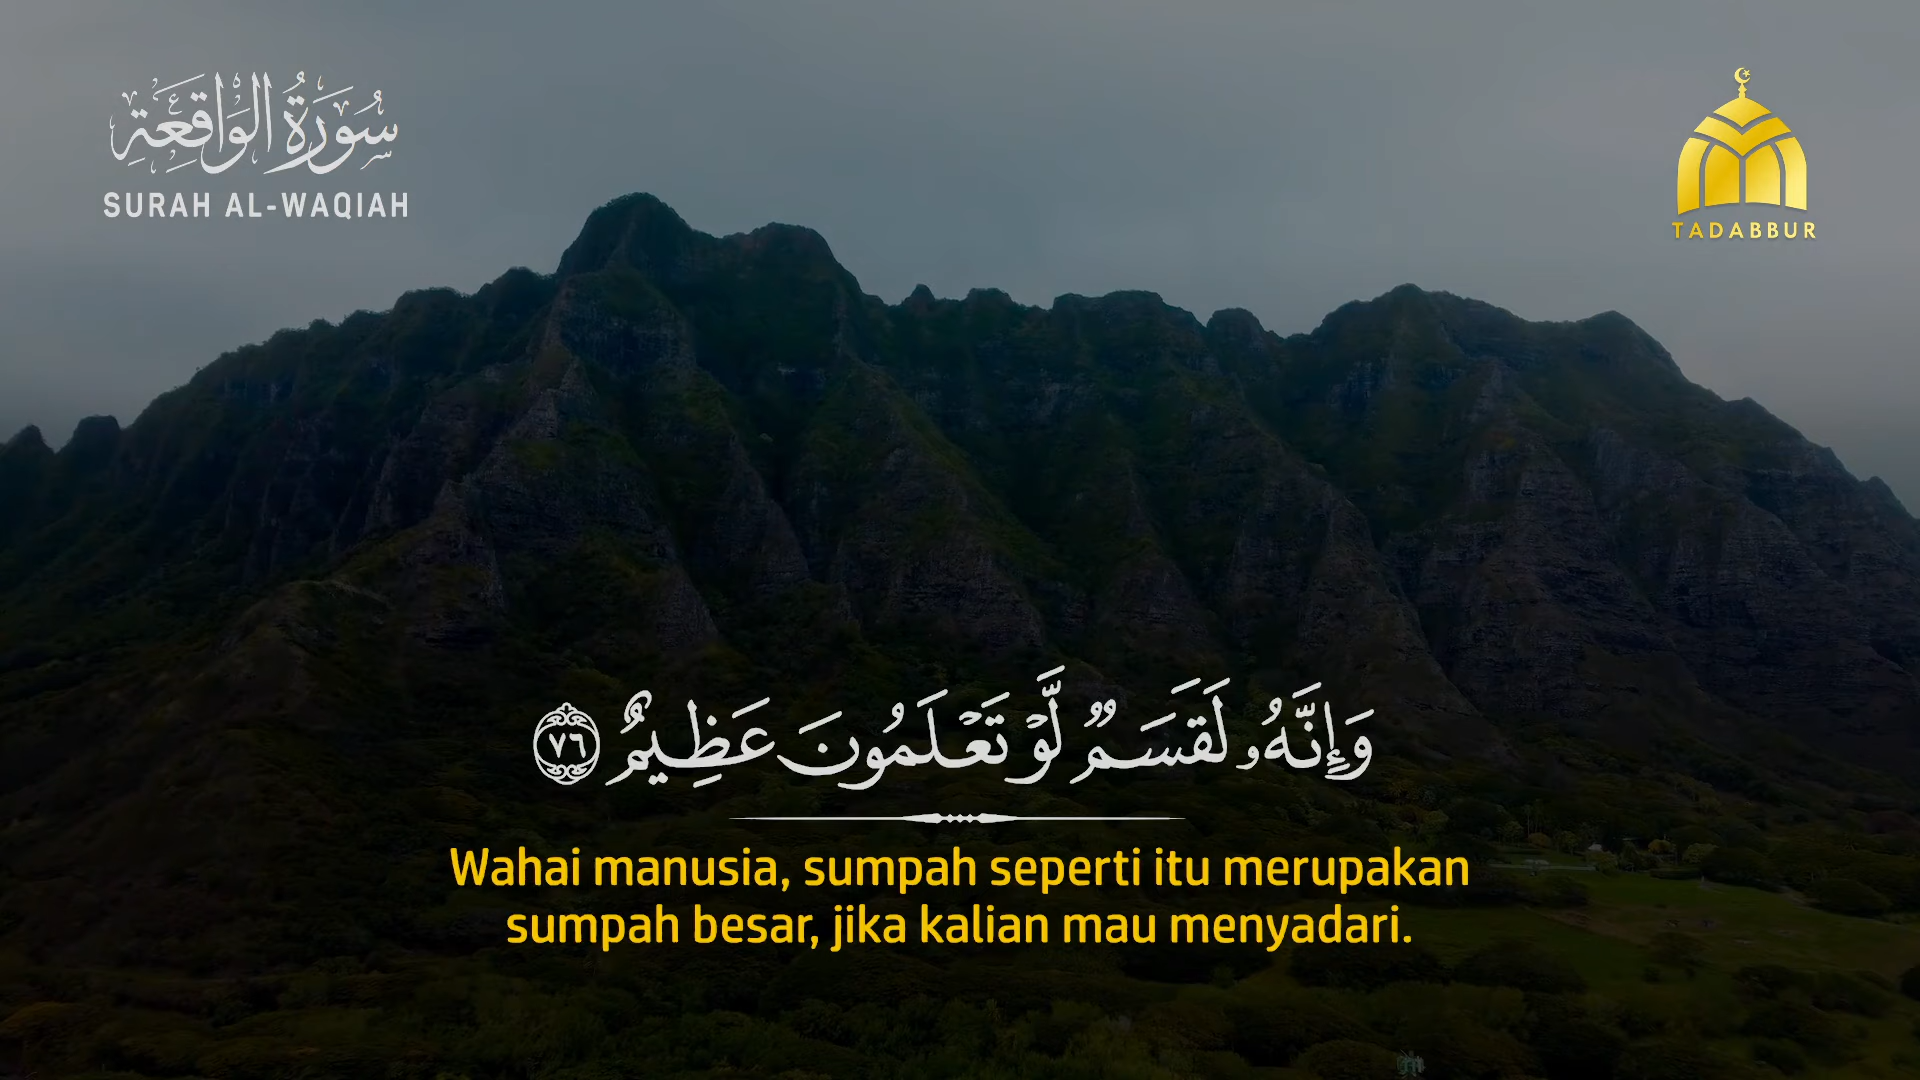 سُورَةُ الْوَاقِعَةِ
SURAH AL-WAQIAH
TADABBUR
وَإِنَّهُۥ لَقَسَمٌ لَّوْ تَعْلَمُونَ عَظِيمٌ ٧٦
Wahai manusia, sumpah seperti itu merupakan
sumpah besar, jika kalian mau menyadari.